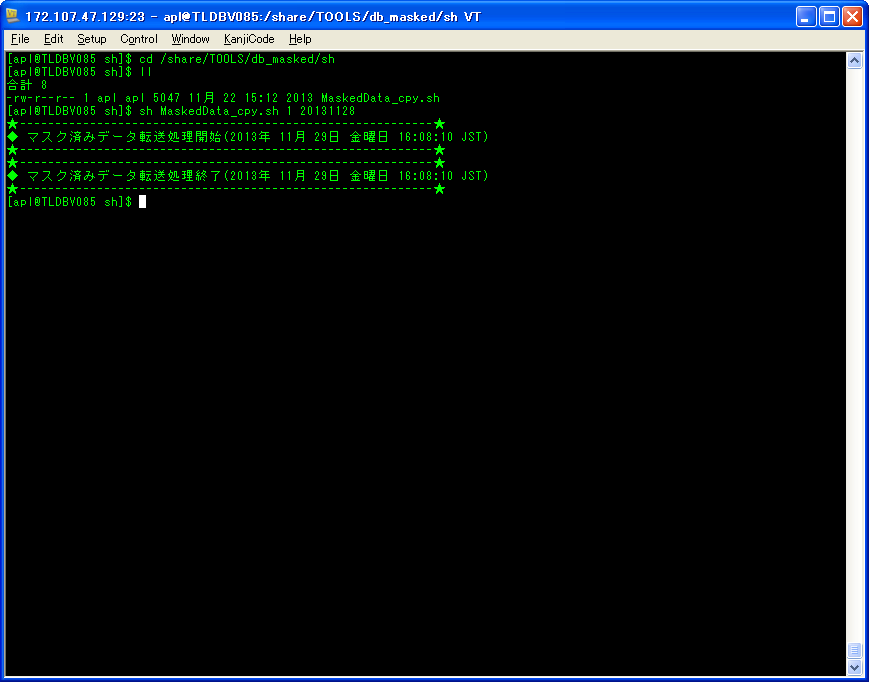 172.107.47.129:23 - apl@TLDBV085:/share/TOOLS/db_masked/sh VT
File Edit Setup Control Window KanjiCode Help
[apl@TLDBV085 sh]$ cd /share/TOOLS/db_masked/sh
[apl@TLDBV085 sh]$ ll
合計 8
-rw-r--r-- 1 apl apl 5047 11月 22 15:12 2013 MaskedData_cpy.sh
[apl@TLDBV085 sh]$ sh MaskedData_cpy.sh 1 20131128
★-----------------------------------------------------------★
◆ マスク済みデータ転送処理開始(2013年 11月 29日 金曜日 16:08:10 JST)
★-----------------------------------------------------------★
★-----------------------------------------------------------★
◆ マスク済みデータ転送処理終了(2013年 11月 29日 金曜日 16:08:10 JST)
★-----------------------------------------------------------★
[apl@TLDBV085 sh]$